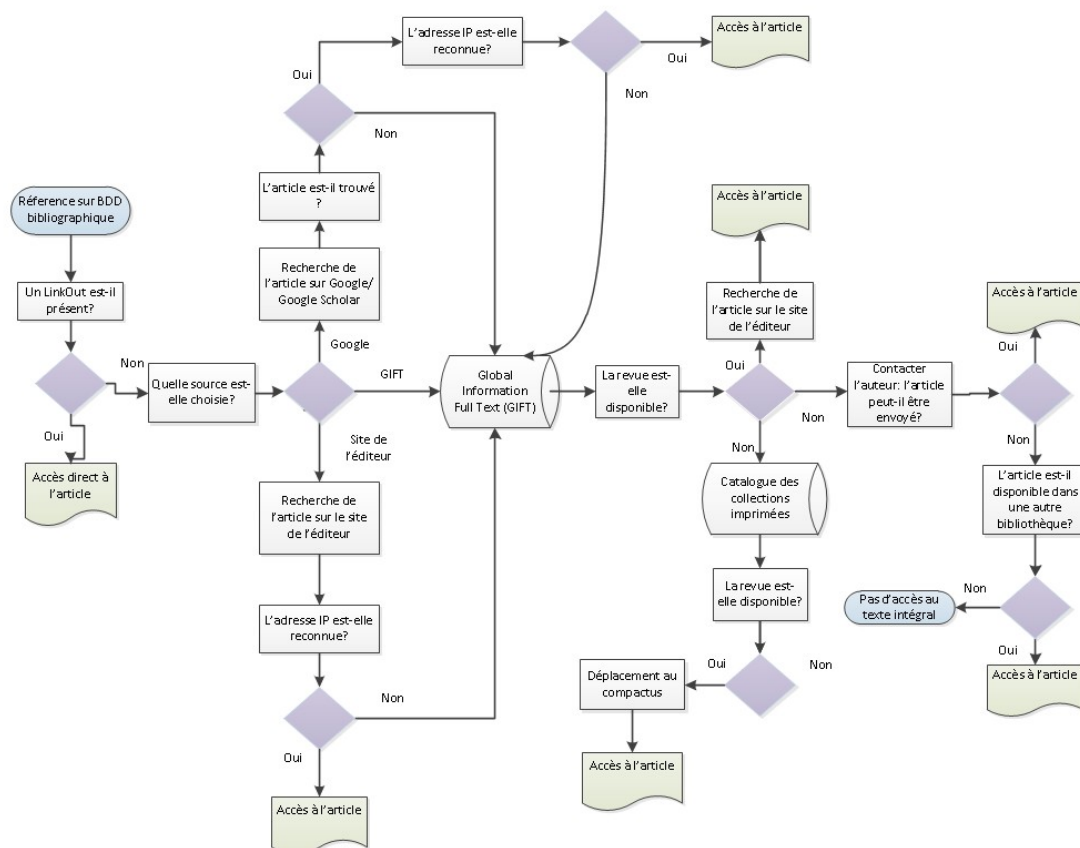 L'adresse IP est-elle
reconnue?
Accès à l'article
Oui
Non
Oui
Non
L'article est-il trouvé
?
Accès à l'article
Réference sur BDD
bibliographique
Recherche de
l'article sur Google/
Google Scholar
Un LinkOut est-il
présent?
Recherche de
l'article sur le site
de l'éditeur
Accès à l'article
Google
Non
Quelle source est-
elle choisie?
GIFT
Global
Information
Full Text (GIFT)
La revue est-
elle disponible?
Oui
Non
Contacter
l'auteur: l'article
peut-il être
envoyé?
Oui
Oui
Accès direct à
l'article
Site de
l'éditeur
Non
Non
Recherche de
l'article sur le site
de l'éditeur
Catalogue des
collections
imprimées
L'article est-il
disponible dans
une autre
bibliothèque?
L'adresse IP est-elle
reconnue?
La revue est-
elle disponible?
Pas d'accès au
texte intégral
Non
Oui
Non
Oui
Non
Déplacement au
compactus
Oui
Accès à l'article
Accès à l'article
Accès à l'article